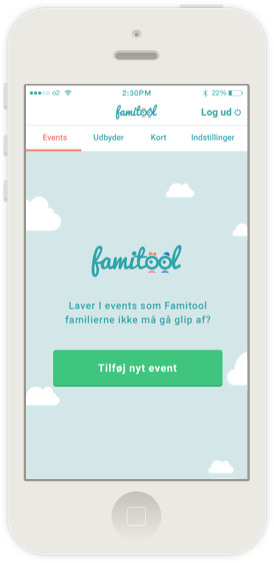 o2 2:30PM 22%
famitool Log ud
Events Udbyder Kort Indstillinger
famitool
Laver I events som Famitool
familierne ikke må gå glip af?
Tilføj nyt event